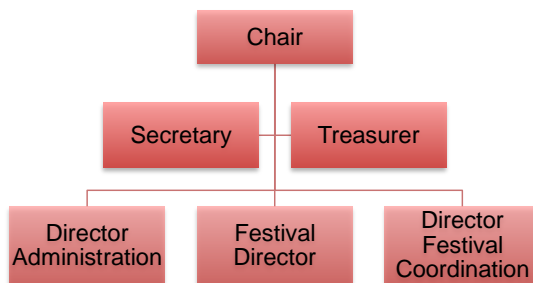 Chair
Secretary
Treasurer
Director
Administration
Festival
Director
Director
Festival
Coordination